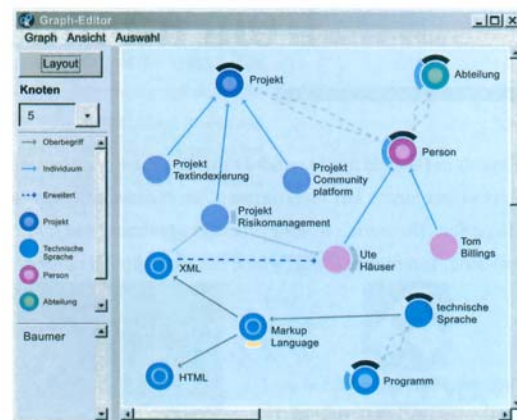 Graph-Editor
Graph Ansicht Auswahl
Layout
Knoten
5
Oberbegriff
Individuum
Erweitert
Projekt
Technische
Sprache
Person
Abteilung
Baumer
Projekt
Abteilung
Person
Projekt
Textindexierung
Projekt
Community
platform
Projekt
Risikomanagement
Ute
Häuser
Tom
Billings
XML
technische
Sprache
Markup
Language
HTML
Programm